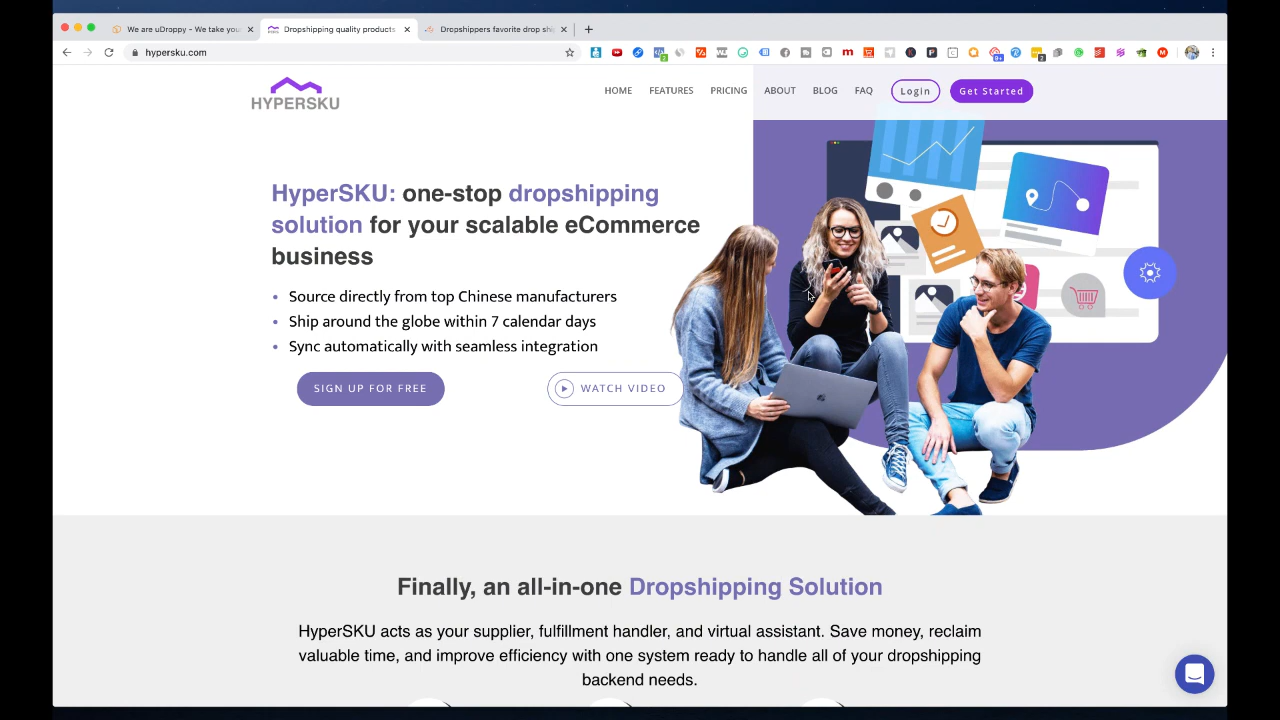 We are uDroppy - We take you
Dropshipping quality products
Dropshippers favorite drop shi
hypersku.com
HYPERSKU
HOME FEATURES PRICING ABOUT BLOG FAQ Login Get Started
HyperSKU: one-stop dropshipping
solution for your scalable eCommerce
business
• Source directly from top Chinese manufacturers
• Ship around the globe within 7 calendar days
• Sync automatically with seamless integration
SIGN UP FOR FREE
WATCH VIDEO
Finally, an all-in-one Dropshipping Solution
HyperSKU acts as your supplier, fulfillment handler, and virtual assistant. Save money, reclaim
valuable time, and improve efficiency with one system ready to handle all of your dropshipping
backend needs.